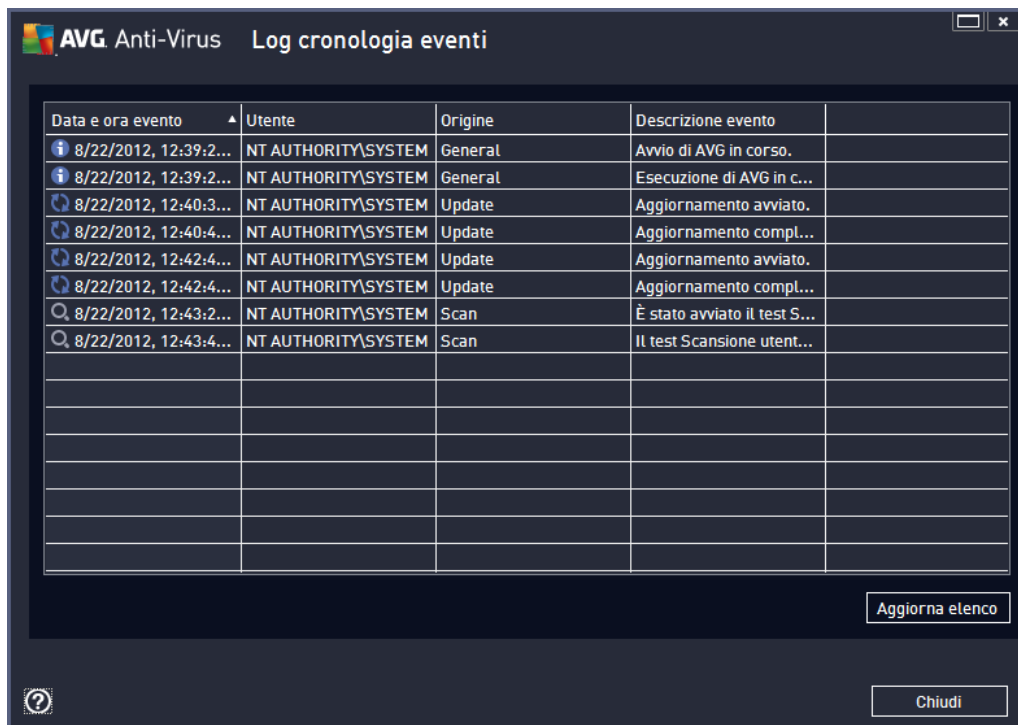 AVG. Anti-Virus Log cronologia eventi
Data e ora evento Utente Origine Descrizione evento
8/22/2012, 12:39:2... NT AUTHORITY\SYSTEM General Avvio di AVG in corso.
8/22/2012, 12:39:2... NT AUTHORITY\SYSTEM General Esecuzione di AVG in c...
8/22/2012, 12:40:3... NT AUTHORITY\SYSTEM Update Aggiornamento avviato.
8/22/2012, 12:40:4... NT AUTHORITY\SYSTEM Update Aggiornamento compl...
8/22/2012, 12:42:4... NT AUTHORITY\SYSTEM Update Aggiornamento avviato.
8/22/2012, 12:42:4... NT AUTHORITY\SYSTEM Update Aggiornamento compl...
8/22/2012, 12:43:2... NT AUTHORITY\SYSTEM Scan È stato avviato il test S...
8/22/2012, 12:43:4... NT AUTHORITY\SYSTEM Scan Il test Scansione utent...
Aggiorna elenco
Chiudi